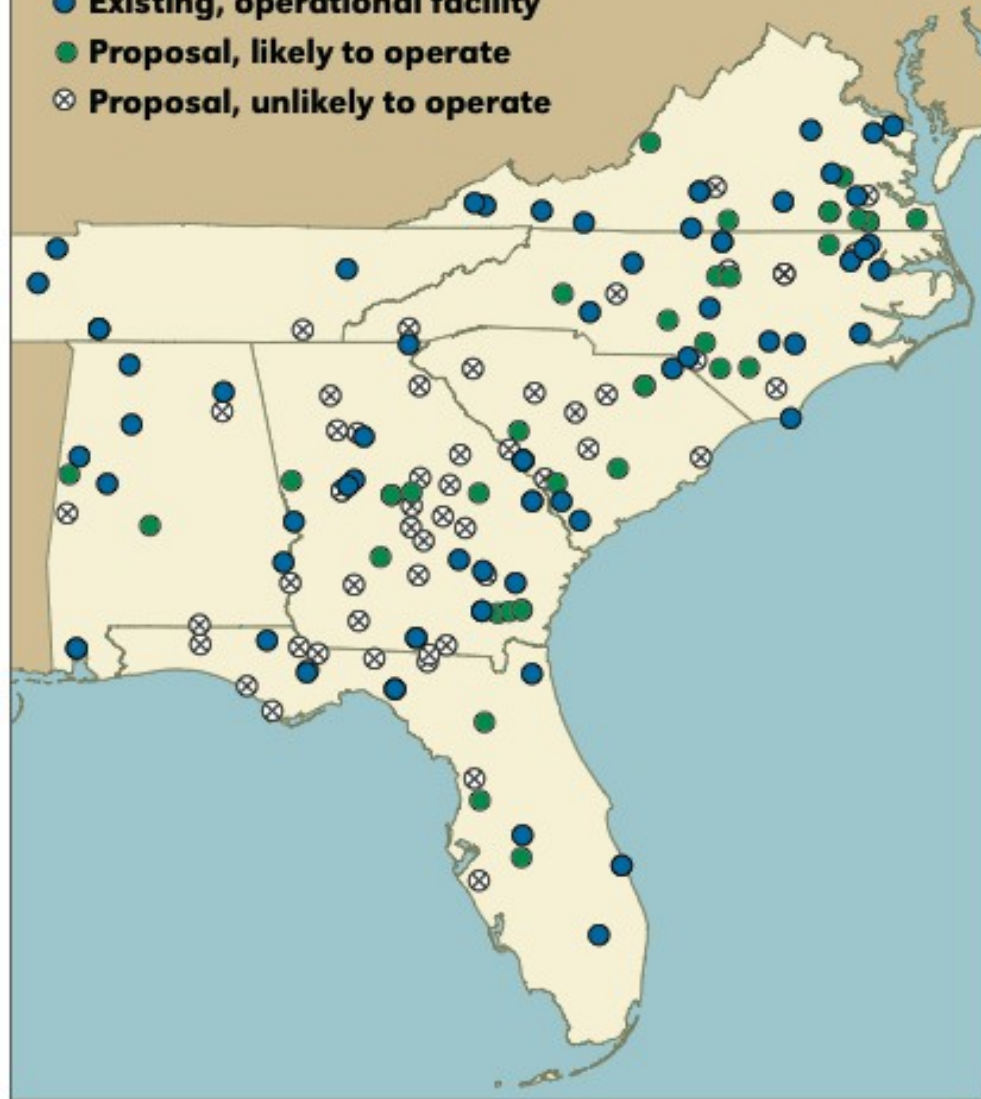 Existing, operational facility
Proposal, likely to operate
Proposal, unlikely to operate